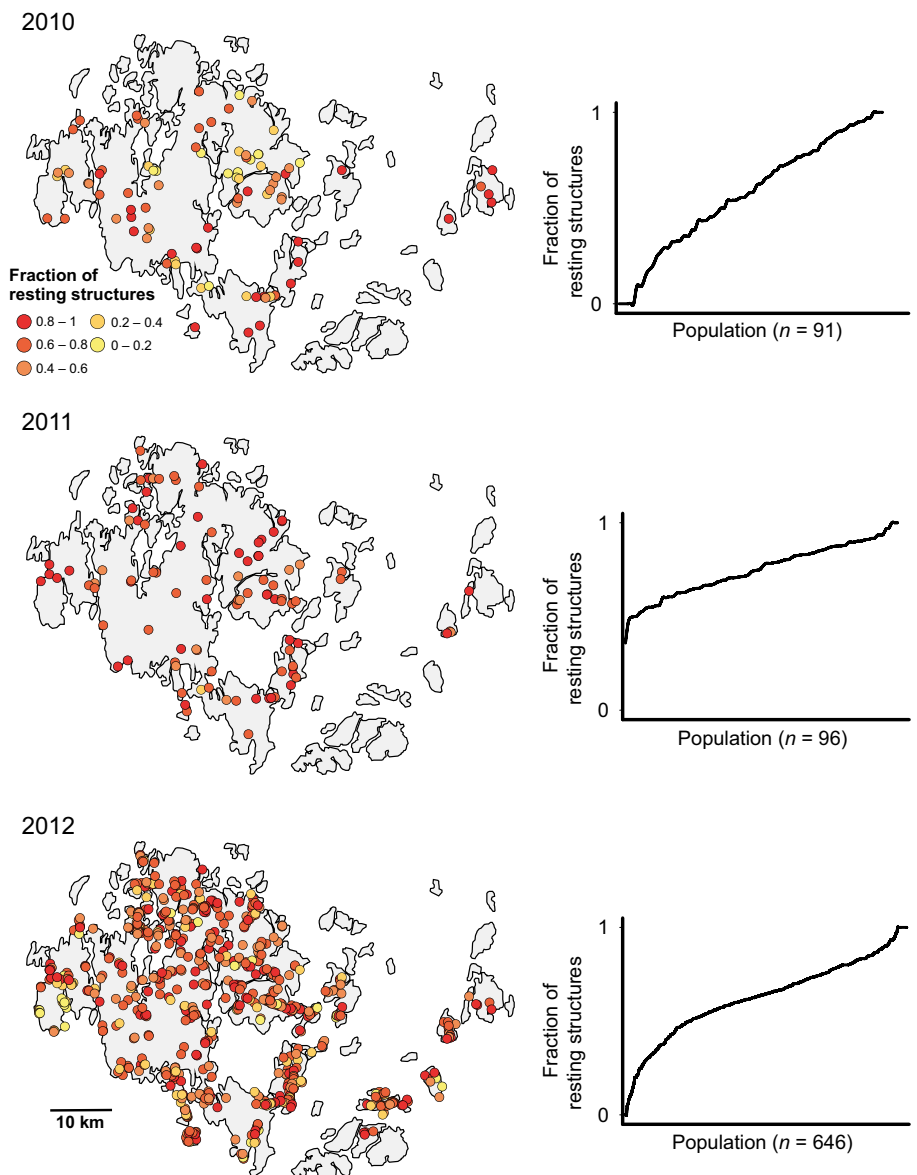 2010
1
Fraction of
resting structures
0
Population (n = 91)
Fraction of
resting structures
0.8 – 1
0.2 – 0.4
0.6 – 0.8
0 – 0.2
0.4 – 0.6
2011
1
Fraction of
resting structures
0
Population (n = 96)
2012
1
Fraction of
resting structures
0
Population (n = 646)
10 km